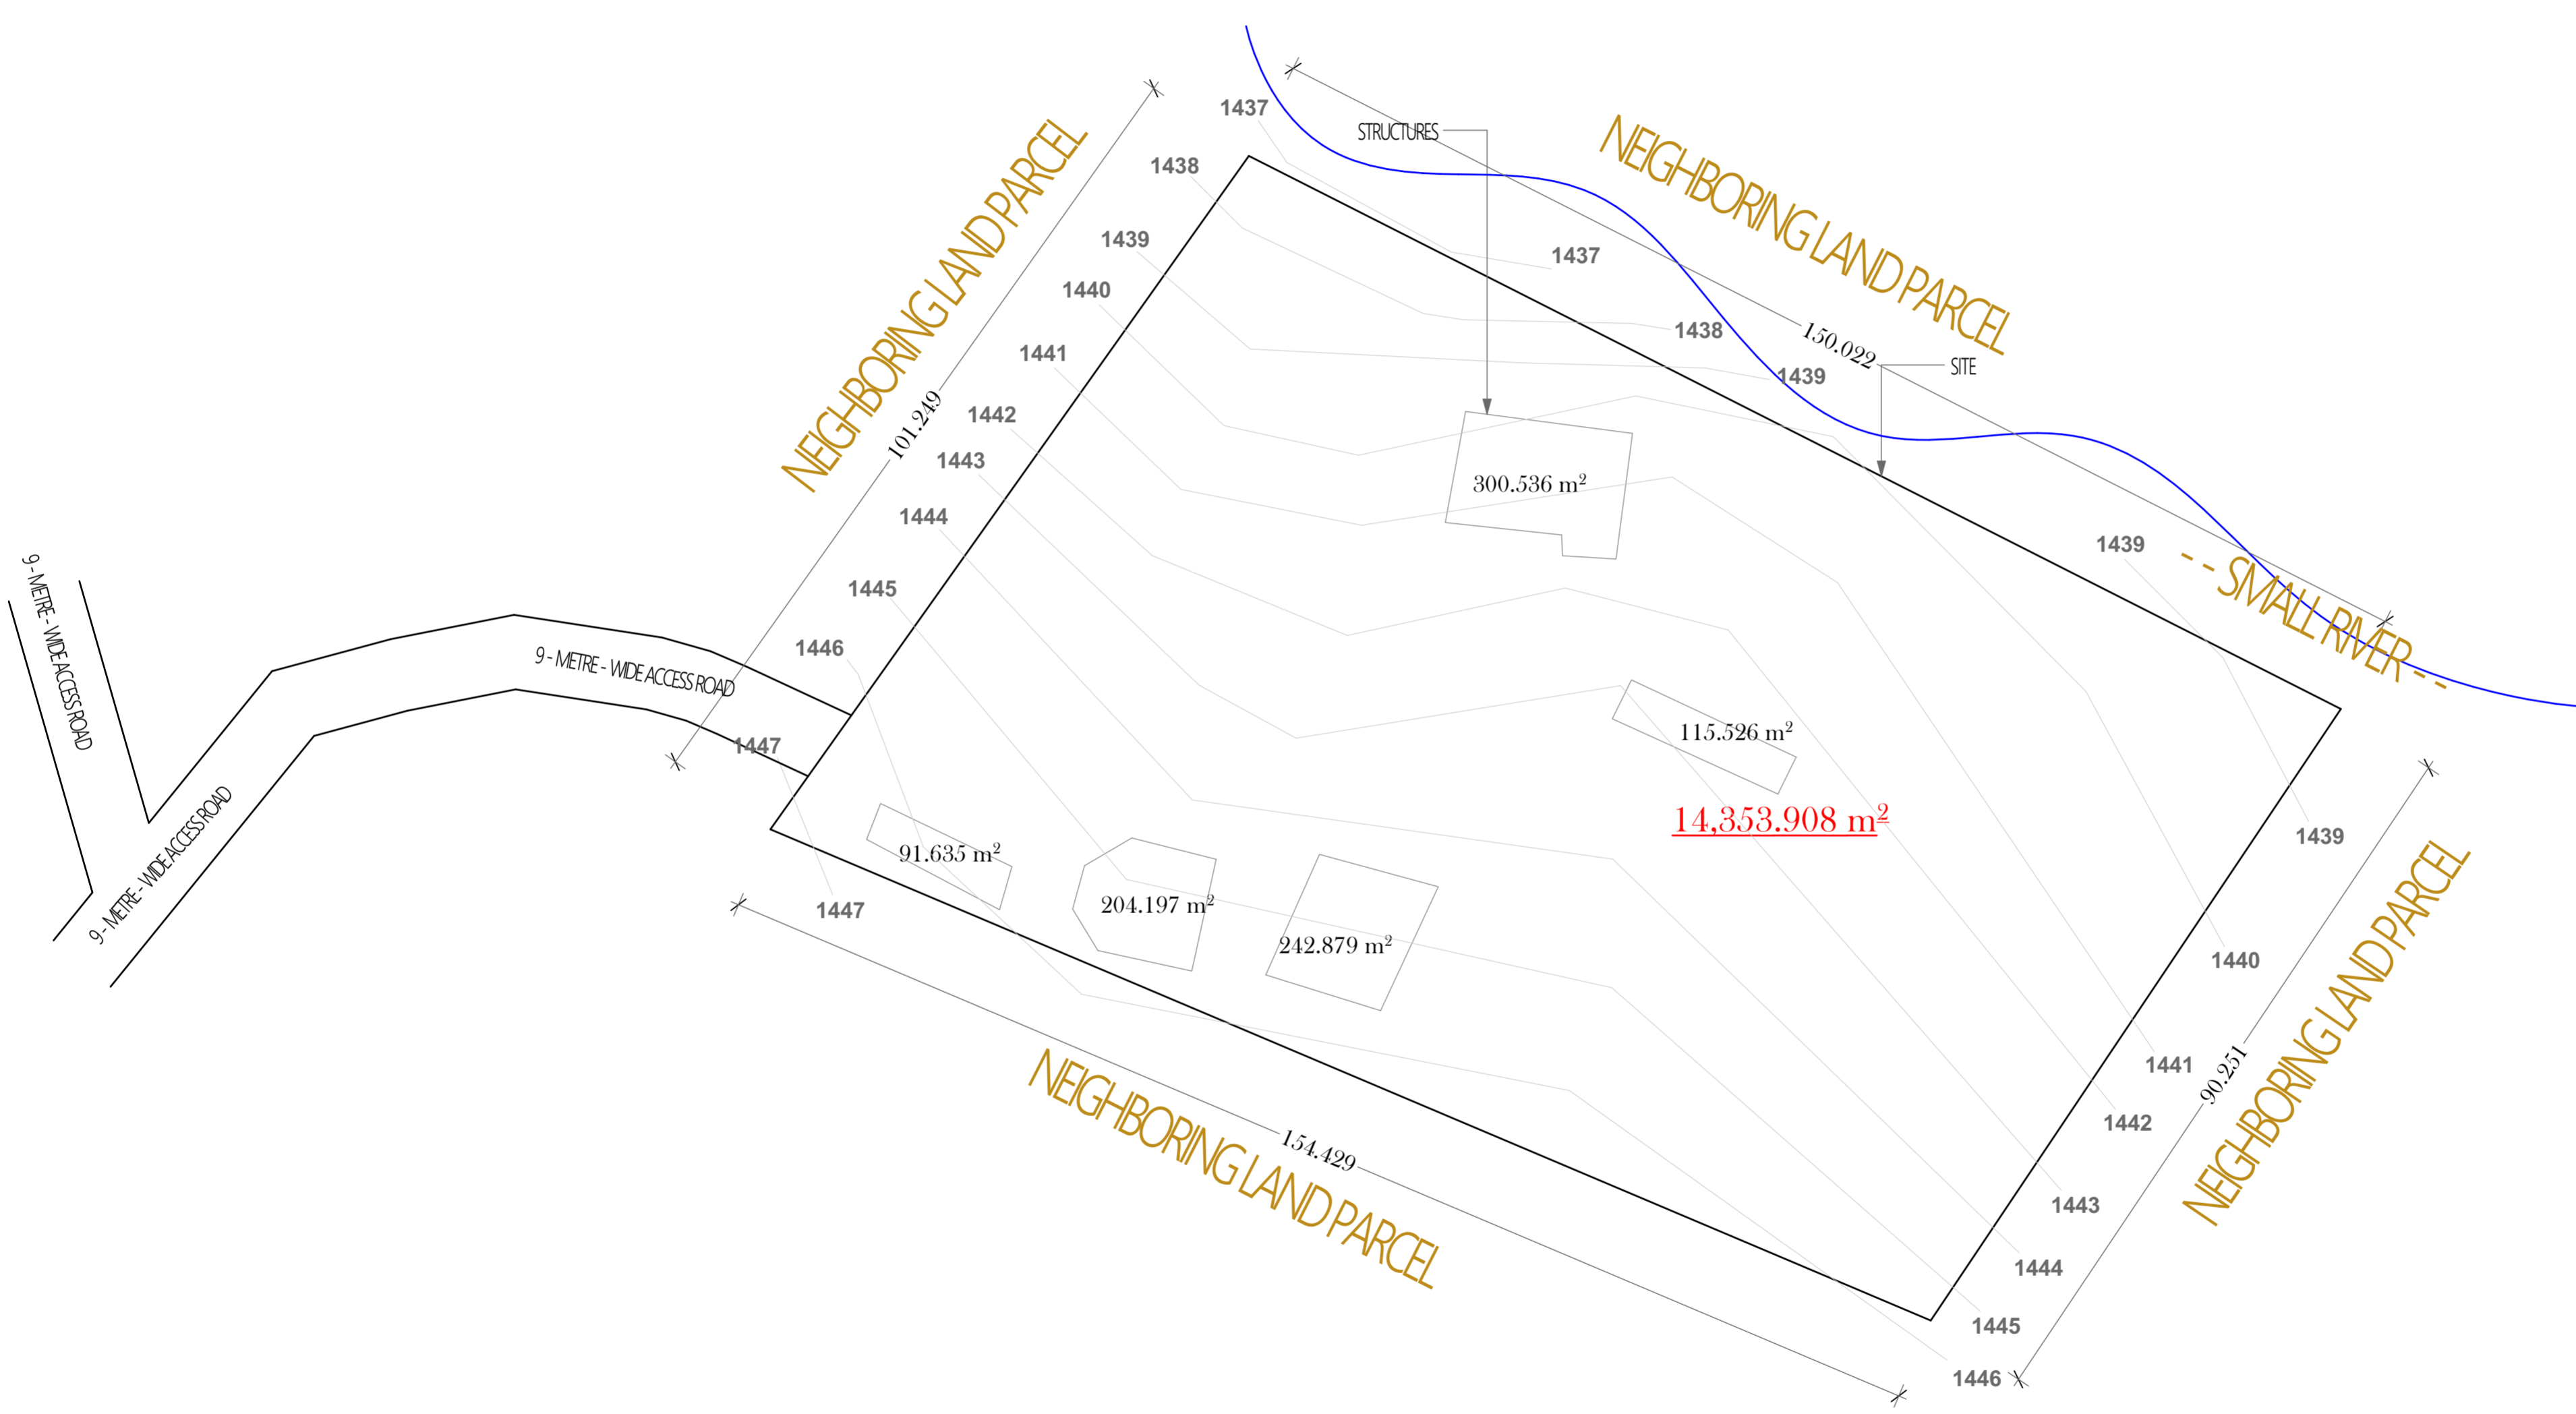 1437
STRUCTURES
NEIGHBORING LAND PARCEL
NEIGHBORING LAND PARCEL
1438
1439
1437
1440
1438
150.022
SITE
1441
1439
101.249
1442
1443
300.536 m²
1444
1439
- - SMALL RIVER - -
1445
9 - METRE - WIDE ACCESS ROAD
1446
9 - METRE - WIDE ACCESS ROAD
1447
115.526 m²
14,353.908 m²
1439
9 - METRE - WIDE ACCESS ROAD
91.635 m²
204.197 m²
1447
242.879 m²
1440
NEIGHBORING LAND PARCEL
1441
90.251
1442
NEIGHBORING LAND PARCEL
154.429
1443
1444
1445
1446